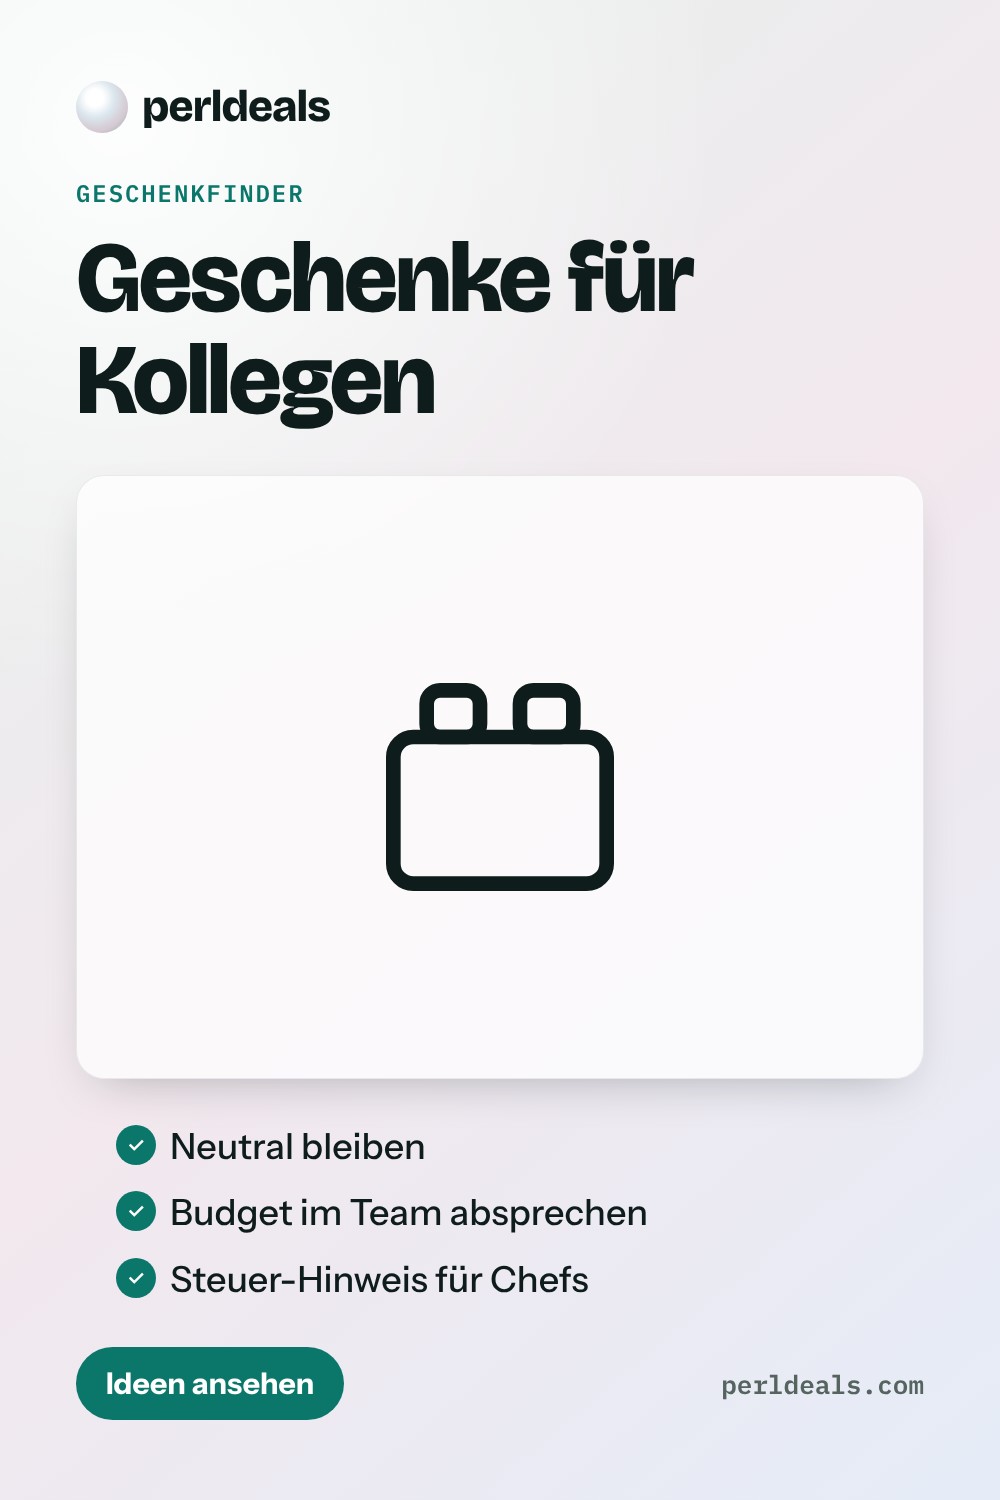 perldeals
GESCHENKFINDER
Geschenke für
Kollegen
Neutral bleiben
Budget im Team absprechen
Steuer-Hinweis für Chefs
Ideen ansehen
perldeals.com